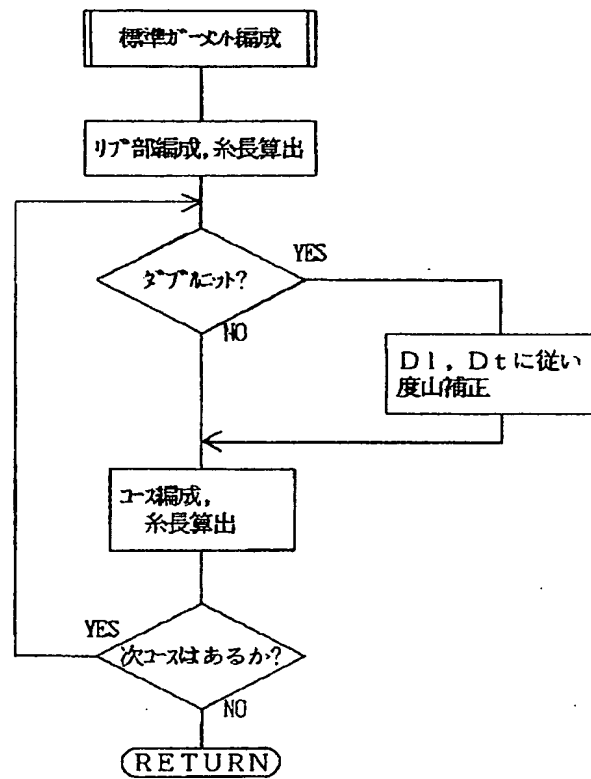 標準ガーメント編成
リブ部編成,糸長算出
ダブルニット?
YES
NO
Dl,Dtに従い
度山補正
コース編成,
糸長算出
YES
次コースはあるか?
NO
RETURN